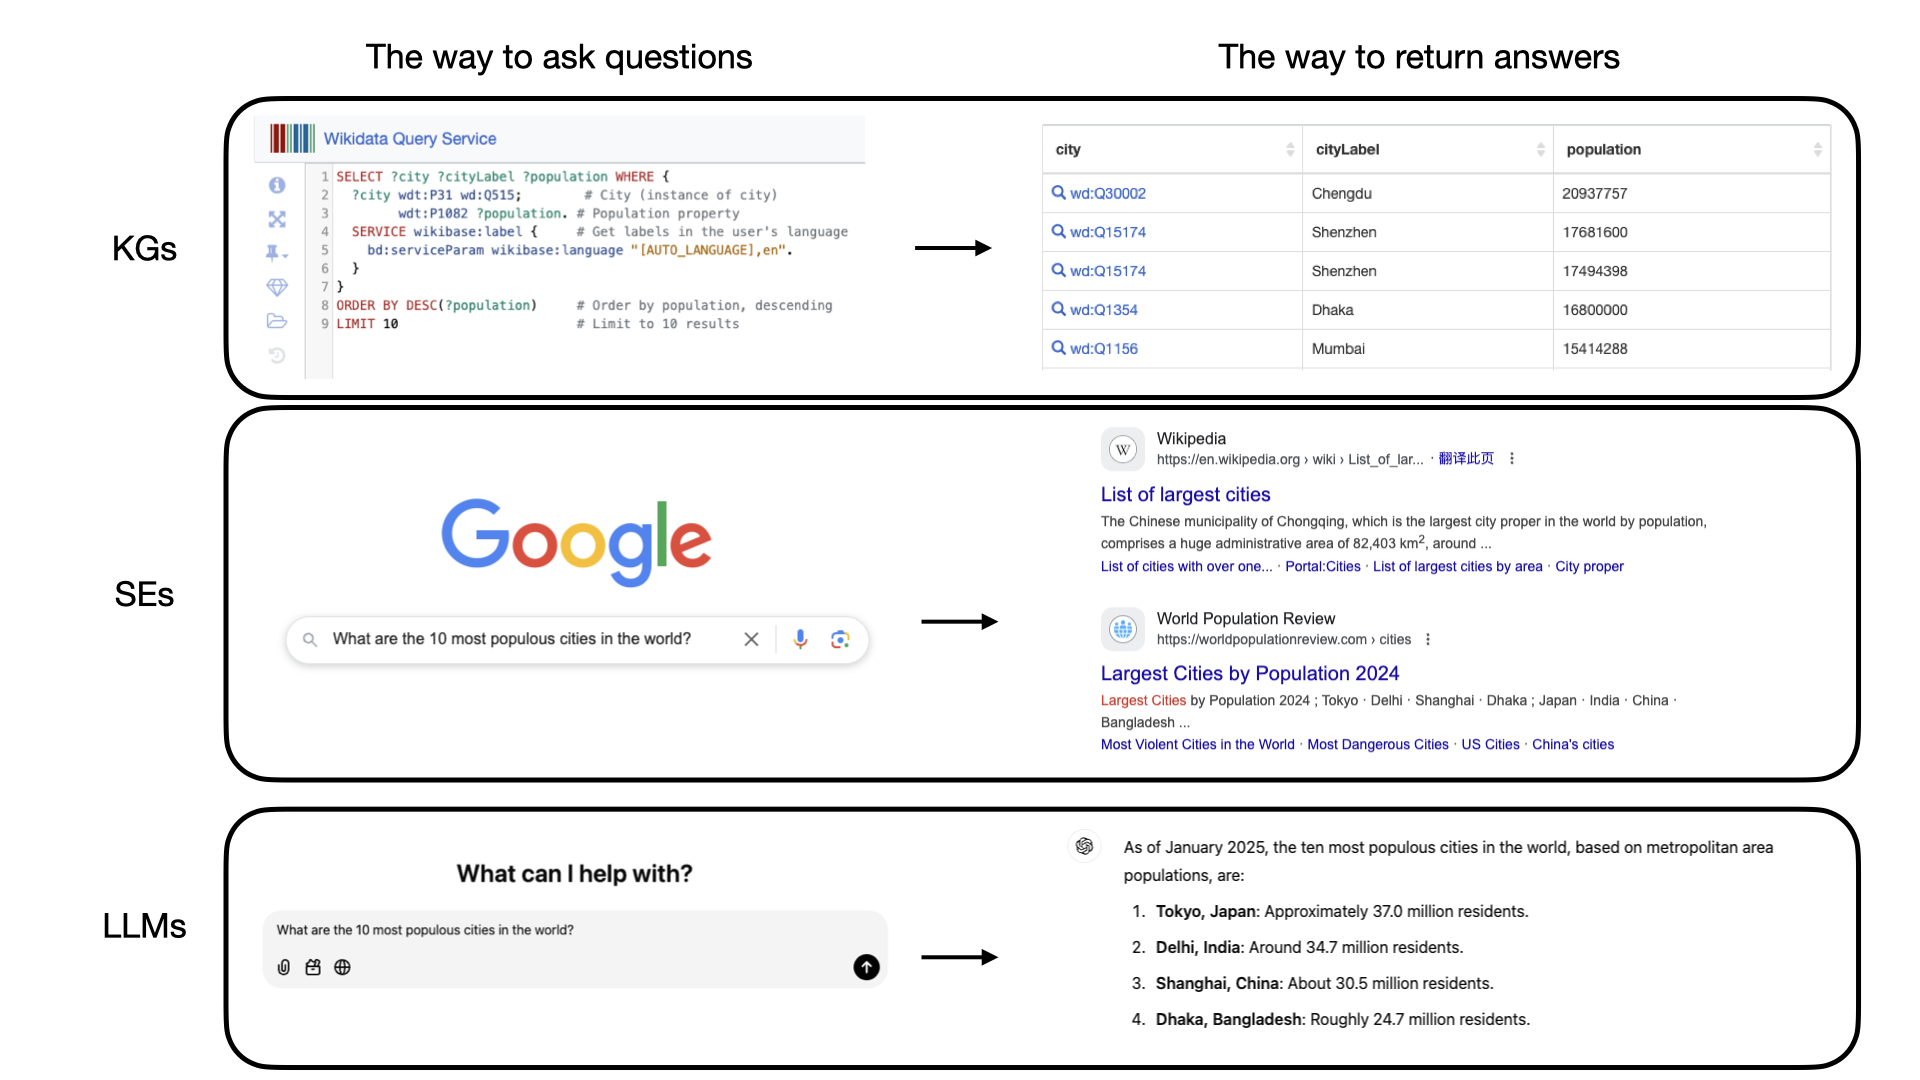 The way to ask questions
The way to return answers
KGs
Wikidata Query Service
1 SELECT ?city ?cityLabel ?population WHERE {
2 ?city wdt:P31 wd:Q515; # City (instance of city)
3 wdt:P1082 ?population. # Population property
4 SERVICE wikibase:label { # Get labels in the user's language
5 bd:serviceParam wikibase:language "[AUTO_LANGUAGE],en".
6 }
7 }
8 ORDER BY DESC(?population) # Order by population, descending
9 LIMIT 10 # Limit to 10 results
city cityLabel population
wd:Q30002 Chengdu 20937757
wd:Q15174 Shenzhen 17681600
wd:Q15174 Shenzhen 17494398
wd:Q1354 Dhaka 16800000
wd:Q1156 Mumbai 15414288
SEs
Google
What are the 10 most populous cities in the world?
W
Wikipedia
https://en.wikipedia.org › wiki › List_of_lar... · 翻译此页
List of largest cities
The Chinese municipality of Chongqing, which is the largest city proper in the world by population,
comprises a huge administrative area of 82,403 km², around ...
List of cities with over one... · Portal:Cities · List of largest cities by area · City proper
World Population Review
https://worldpopulationreview.com › cities
Largest Cities by Population 2024
Largest Cities by Population 2024 ; Tokyo · Delhi · Shanghai · Dhaka ; Japan · India · China ·
Bangladesh ...
Most Violent Cities in the World · Most Dangerous Cities · US Cities · China's cities
LLMs
What can I help with?
What are the 10 most populous cities in the world?
As of January 2025, the ten most populous cities in the world, based on metropolitan area
populations, are:
1. Tokyo, Japan: Approximately 37.0 million residents.
2. Delhi, India: Around 34.7 million residents.
3. Shanghai, China: About 30.5 million residents.
4. Dhaka, Bangladesh: Roughly 24.7 million residents.